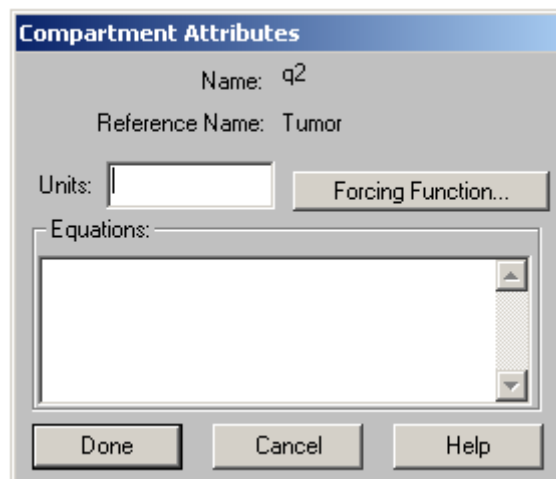 Compartment Attributes
Name: q2
Reference Name: Tumor
Units: Forcing Function...
Equations:
Done Cancel Help